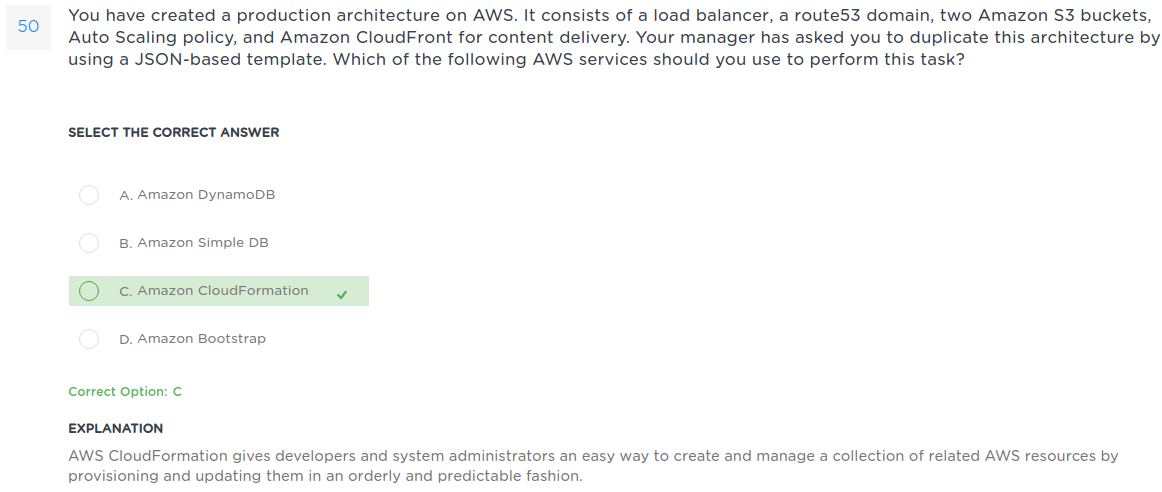 50
You have created a production architecture on AWS. It consists of a load balancer, a route53 domain, two Amazon S3 buckets,
Auto Scaling policy, and Amazon CloudFront for content delivery. Your manager has asked you to duplicate this architecture by
using a JSON-based template. Which of the following AWS services should you use to perform this task?
SELECT THE CORRECT ANSWER
A. Amazon DynamoDB
B. Amazon Simple DB
C. Amazon CloudFormation
D. Amazon Bootstrap
Correct Option: C
EXPLANATION
AWS CloudFormation gives developers and system administrators an easy way to create and manage a collection of related AWS resources by
provisioning and updating them in an orderly and predictable fashion.